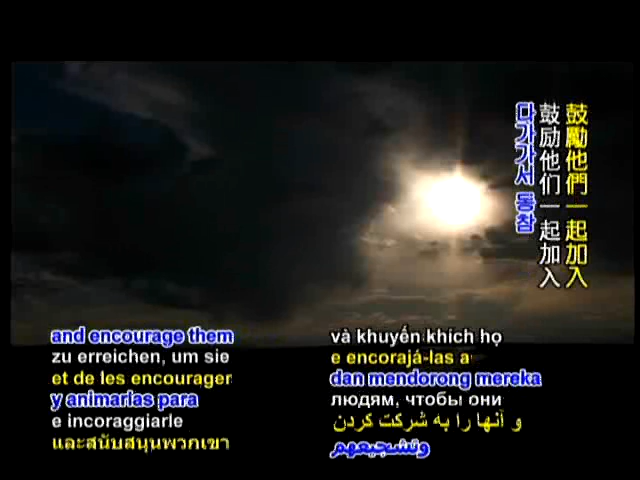 鼓勵他們一起加入
鼓励他们一起加入
다가가서 동참
and encourage them
zu erreichen, um sie
et de les encourager
y animarlas para
e incoraggiarle
และสนับสนุนพวกเขา
và khuyến khích họ
e encorajá-las a
dan mendorong mereka
людям, чтобы они
و آنها را به شرکت کردن
وتشجيعهم